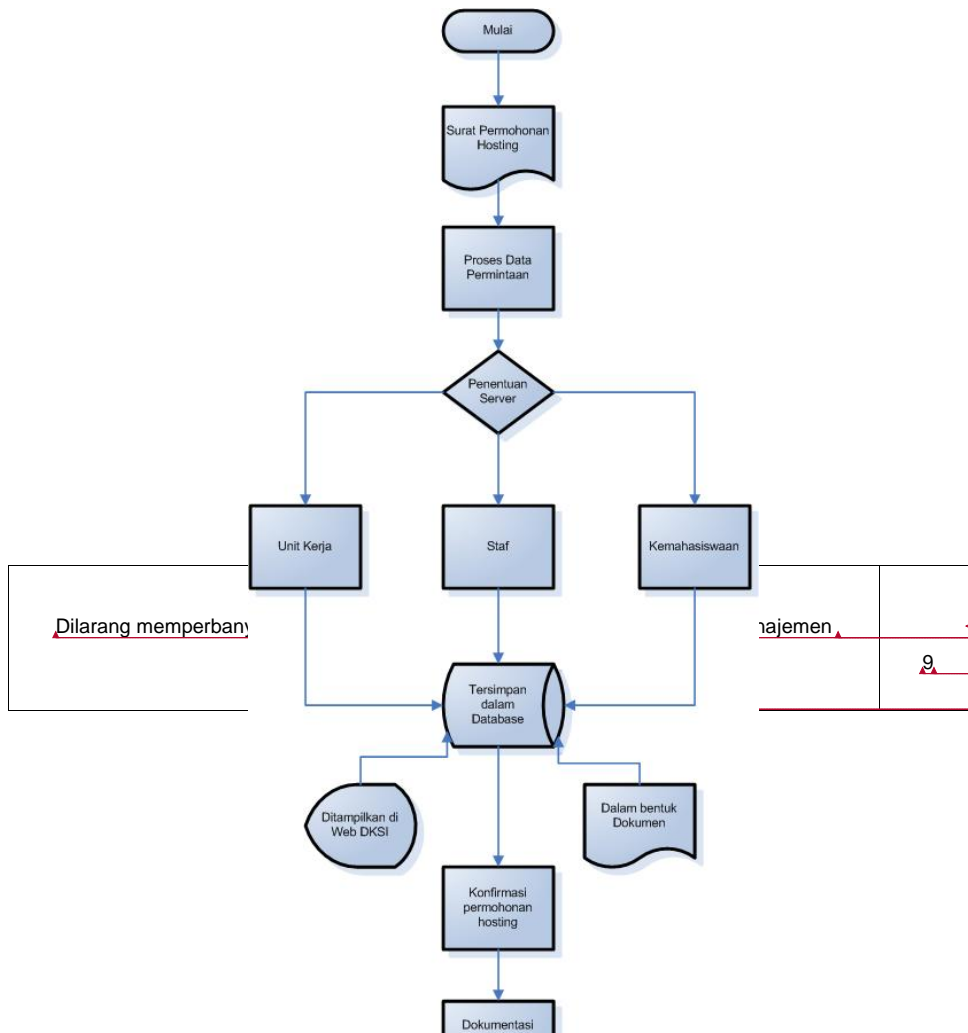 Mulai
Surat Permohonan
Hosting
Proses Data
Permintaan
Penentuan
Server
Unit Kerja
Staf
Kemahasiswaan
Dilarang memperbany
najemen
9
Tersimpan
dalam
Database
Ditampilkan di
Web DKSI
Dalam bentuk
Dokumen
Konfirmasi
permohonan
hosting
Dokumentasi